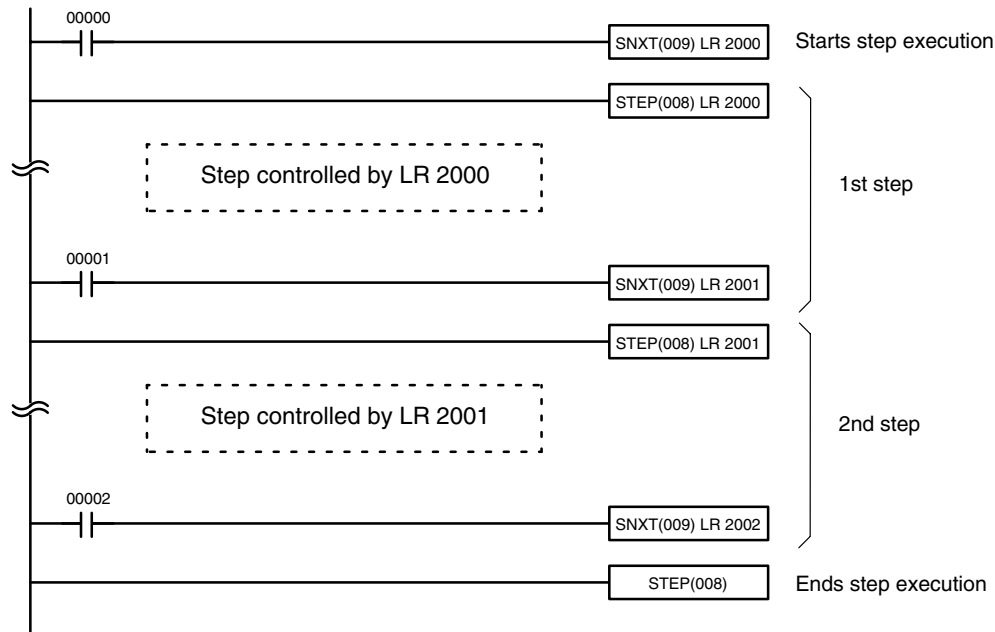 00000
SNXT(009) LR 2000
Starts step execution
STEP(008) LR 2000
Step controlled by LR 2000
1st step
00001
SNXT(009) LR 2001
STEP(008) LR 2001
Step controlled by LR 2001
2nd step
00002
SNXT(009) LR 2002
STEP(008)
Ends step execution